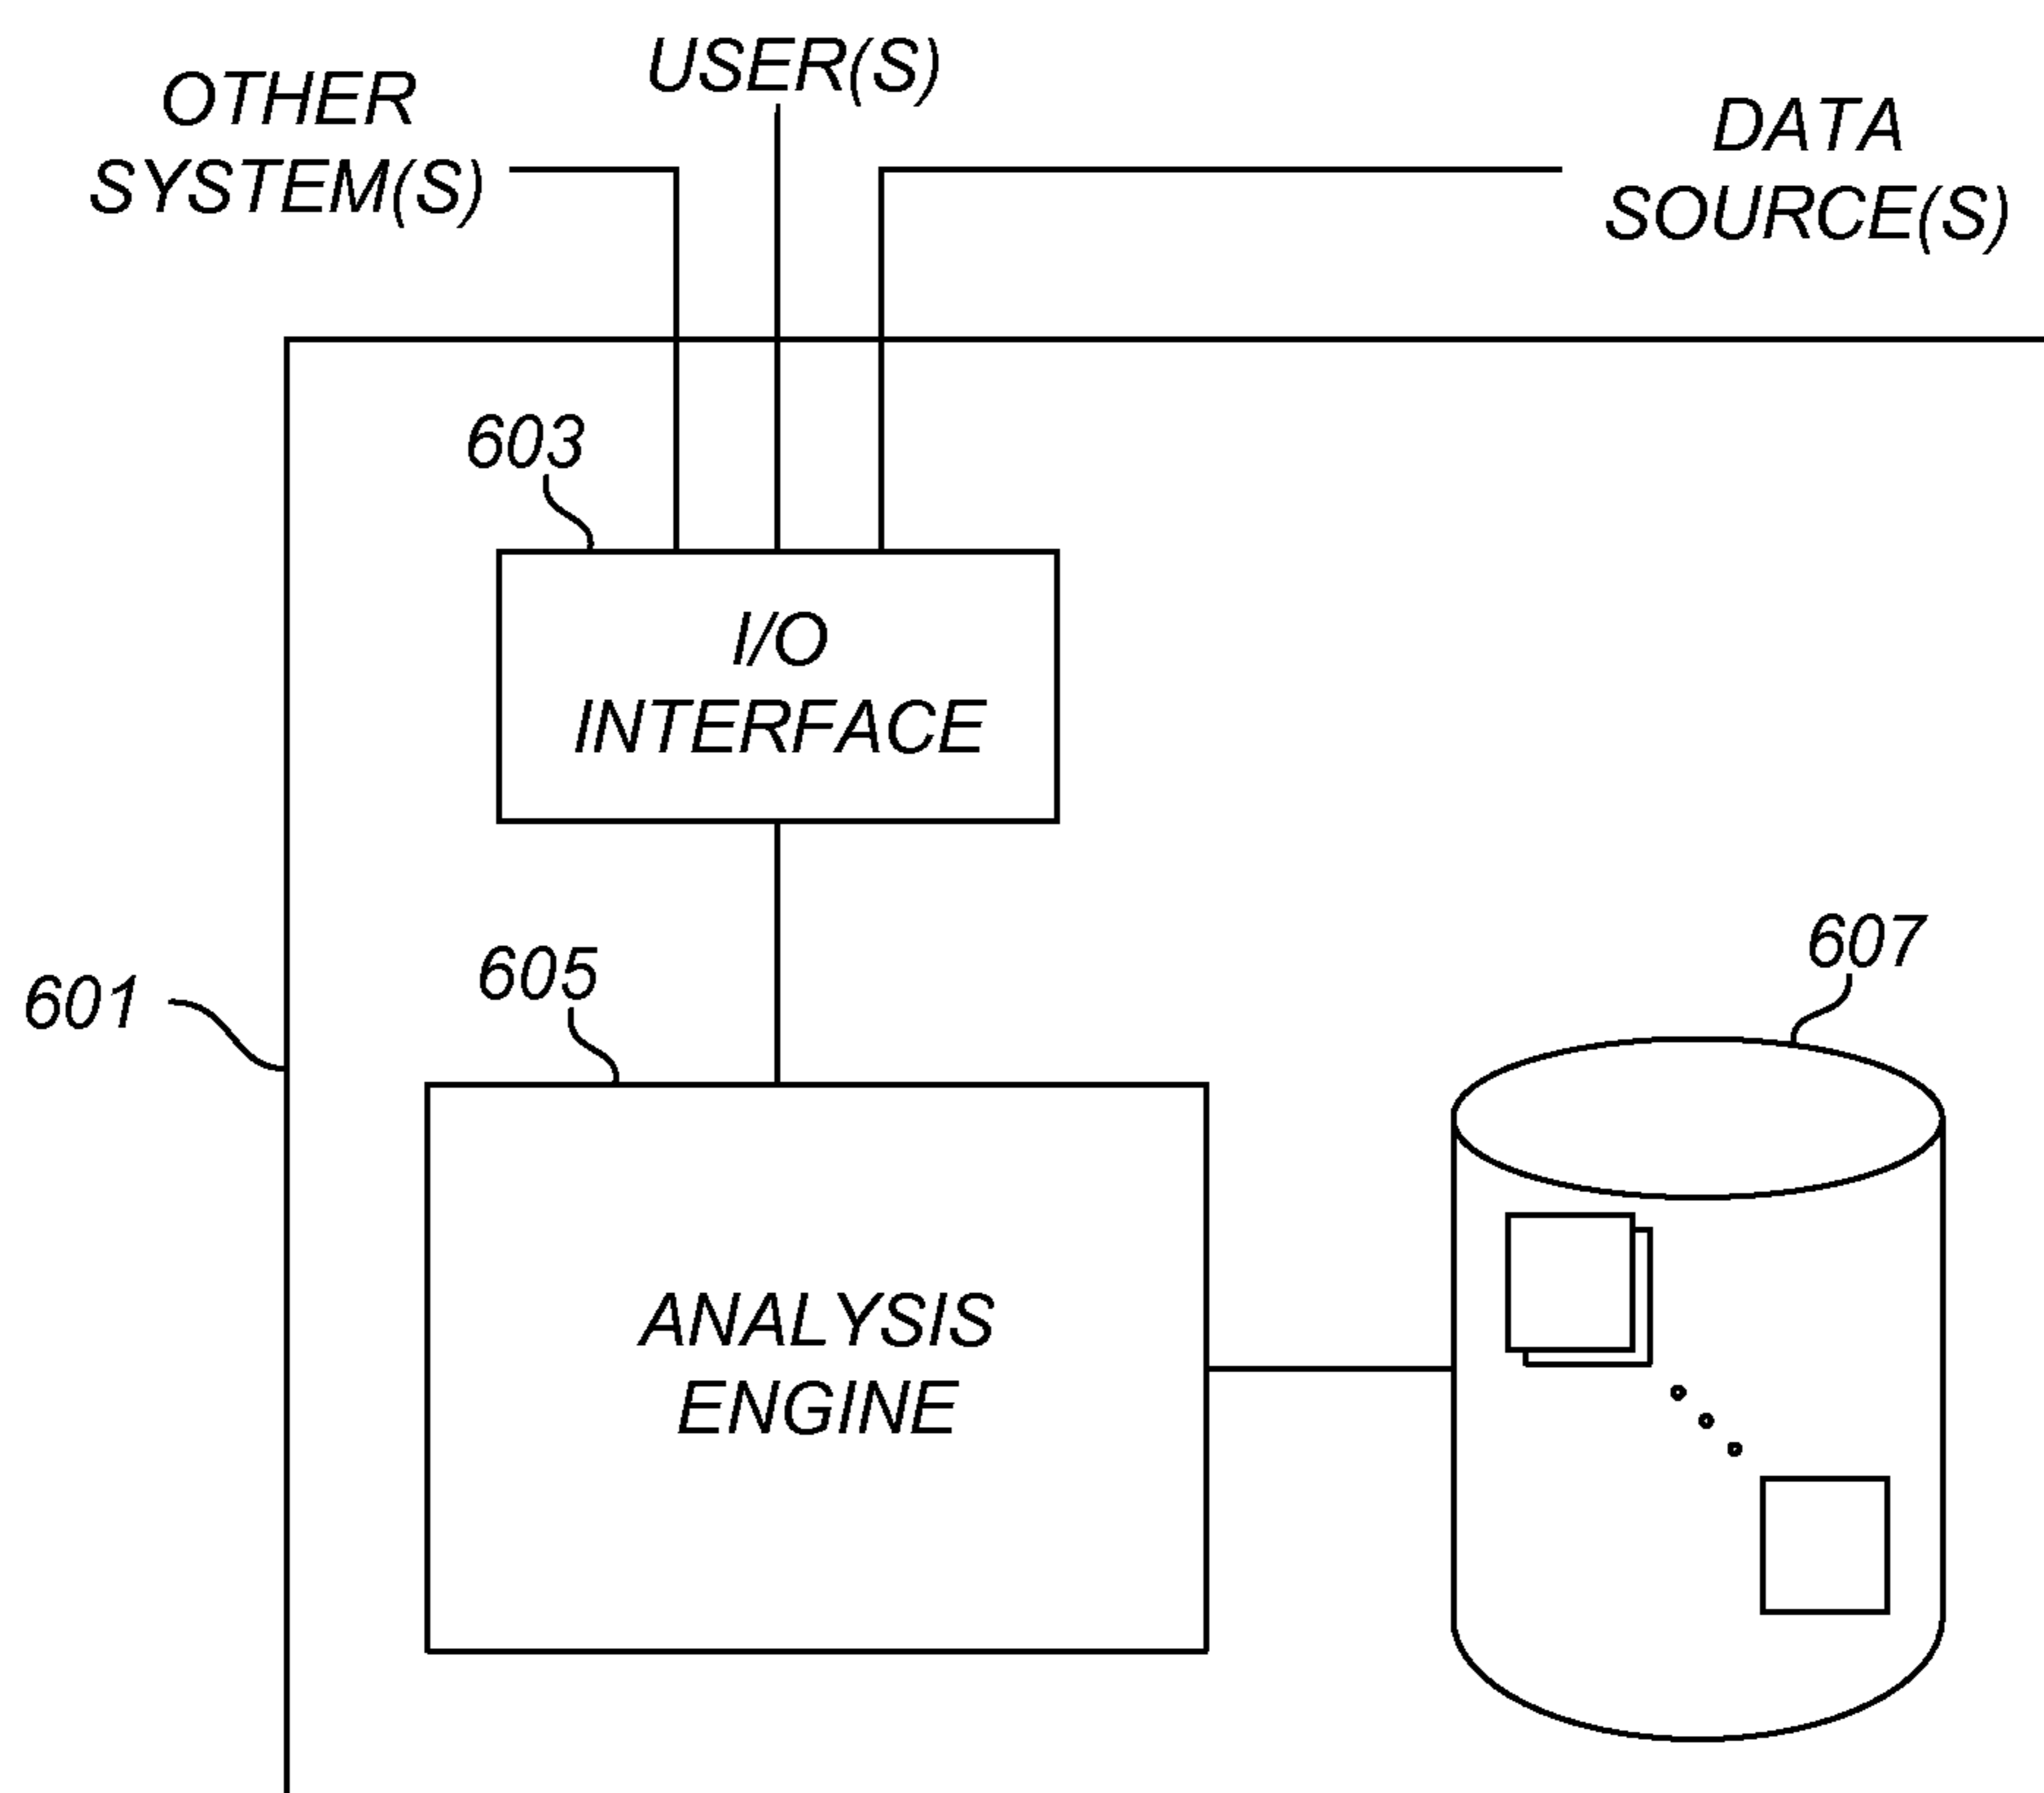 USER(S)
OTHER
SYSTEM(S)
DATA
SOURCE(S)
603
I/O
INTERFACE
605
607
601
ANALYSIS
ENGINE